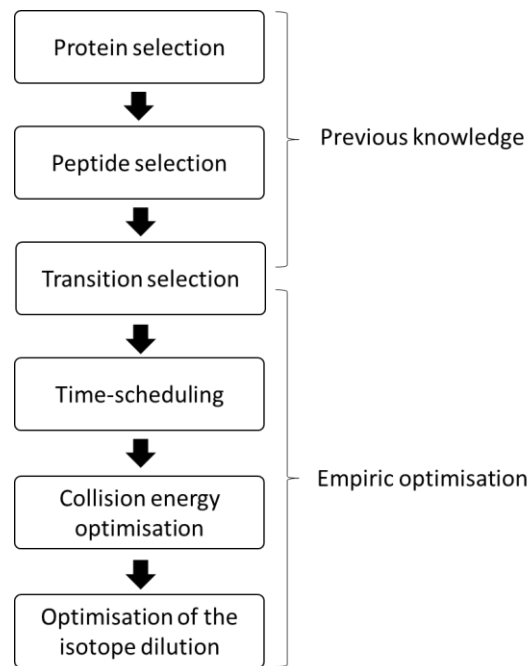 Protein selection
Previous knowledge
Peptide selection
Transition selection
Time-scheduling
Empiric optimisation
Collision energy
optimisation
Optimisation of the
isotope dilution